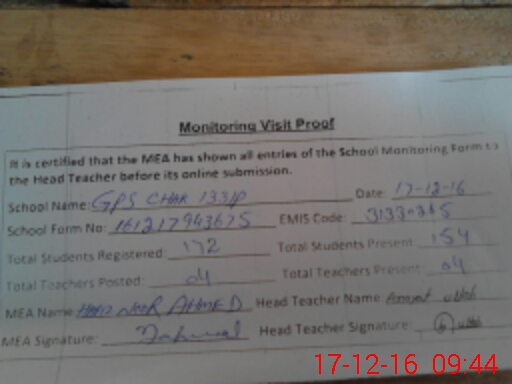 Monitoring Visit Proof
It is certified that the MEA has shown all entries of the School Monitoring Form to
the Head Teacher before its online submission.
School Name: GPS CHAK 133/P Date: 17-12-16
School Form No: 161217943675 EMIS Code:
Total Students Registered: 172 Total Students Present: 154
Total Teachers Posted: 04 Total Teachers Present: 04
MEA Name: NOOR AHMED Head Teacher Name
MEA Signature: Head Teacher Signature:
17-12-16 09:44